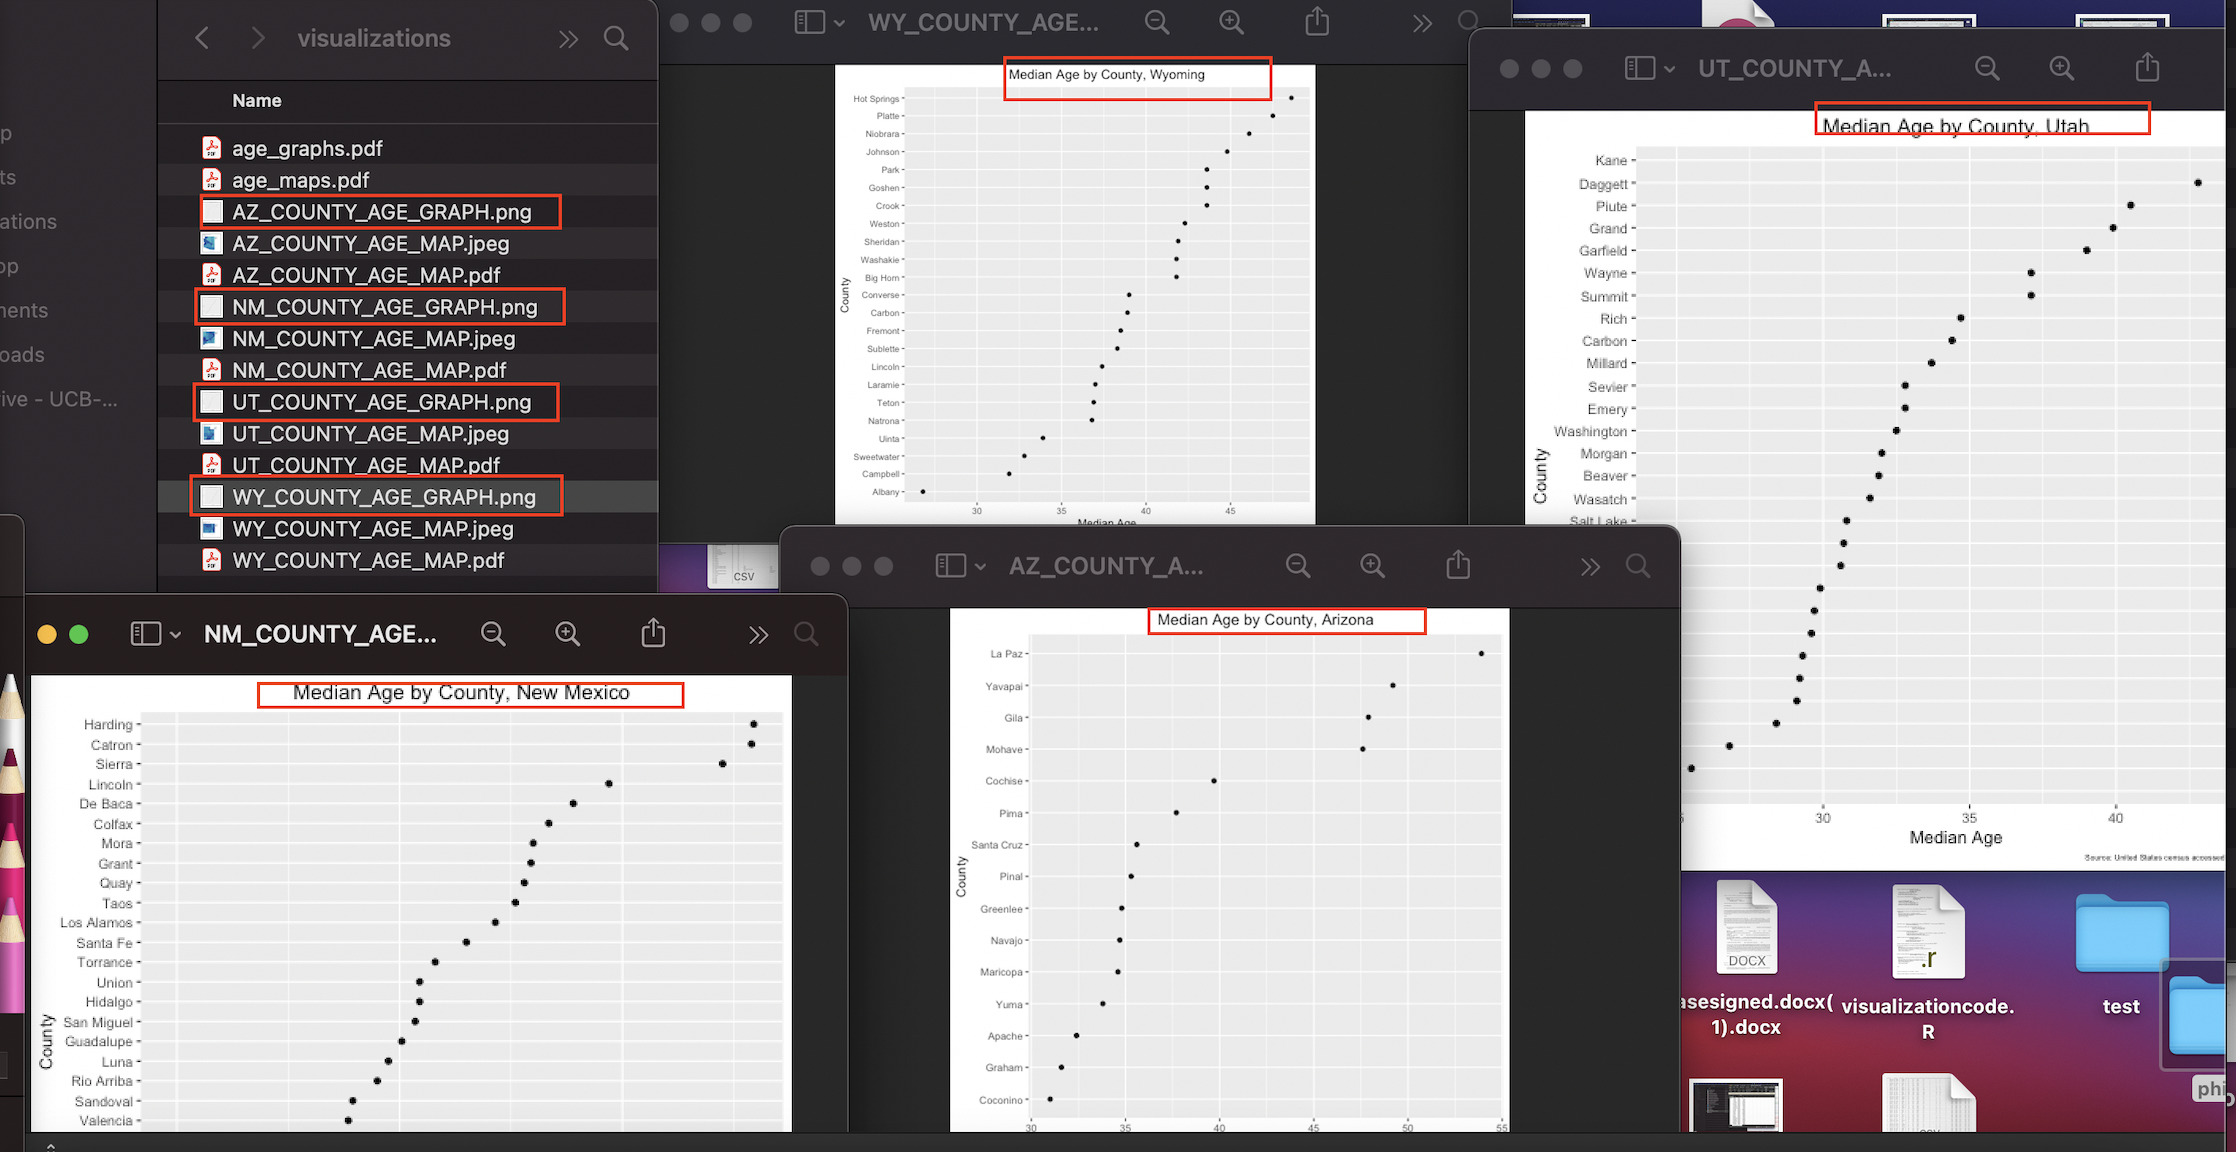 visualizations
Name
age_graphs.pdf
age_maps.pdf
AZ_COUNTY_AGE_GRAPH.png
AZ_COUNTY_AGE_MAP.jpeg
AZ_COUNTY_AGE_MAP.pdf
NM_COUNTY_AGE_GRAPH.png
NM_COUNTY_AGE_MAP.jpeg
NM_COUNTY_AGE_MAP.pdf
UT_COUNTY_AGE_GRAPH.png
UT_COUNTY_AGE_MAP.jpeg
UT_COUNTY_AGE_MAP.pdf
WY_COUNTY_AGE_GRAPH.png
WY_COUNTY_AGE_MAP.jpeg
WY_COUNTY_AGE_MAP.pdf
p
ts
ations
op
nents
oads
ive - UCB-...
WY_COUNTY_AGE...
Median Age by County, Wyoming
Hot Springs
Platte
Niobrara
Johnson
Park
Goshen
Crook
Weston
Sheridan
Washakie
Big Horn
Converse
Carbon
Fremont
Sublette
Lincoln
Laramie
Teton
Natrona
Uinta
Sweetwater
Campbell
Albany
County
30 35 40 45
Median Age
UT_COUNTY_A...
Median Age by County, Utah
Kane
Daggett
Piute
Grand
Garfield
Wayne
Summit
Rich
Carbon
Millard
Sevier
Emery
Washington
Morgan
Beaver
Wasatch
Salt Lake
County
5 30 35 40
Median Age
Source: United States census accessed
CSV
NM_COUNTY_AGE...
Median Age by County, New Mexico
Harding
Catron
Sierra
Lincoln
De Baca
Colfax
Mora
Grant
Quay
Taos
Los Alamos
Santa Fe
Torrance
Union
Hidalgo
San Miguel
Guadalupe
Luna
Rio Arriba
Sandoval
Valencia
County
AZ_COUNTY_A...
Median Age by County, Arizona
La Paz
Yavapai
Gila
Mohave
Cochise
Pima
Santa Cruz
Pinal
Greenlee
Navajo
Maricopa
Yuma
Apache
Graham
Coconino
County
30 35 40 45 50 55
DOCX
asesigned.docx(
1).docx
.r
visualizationcode.
R
test
phi